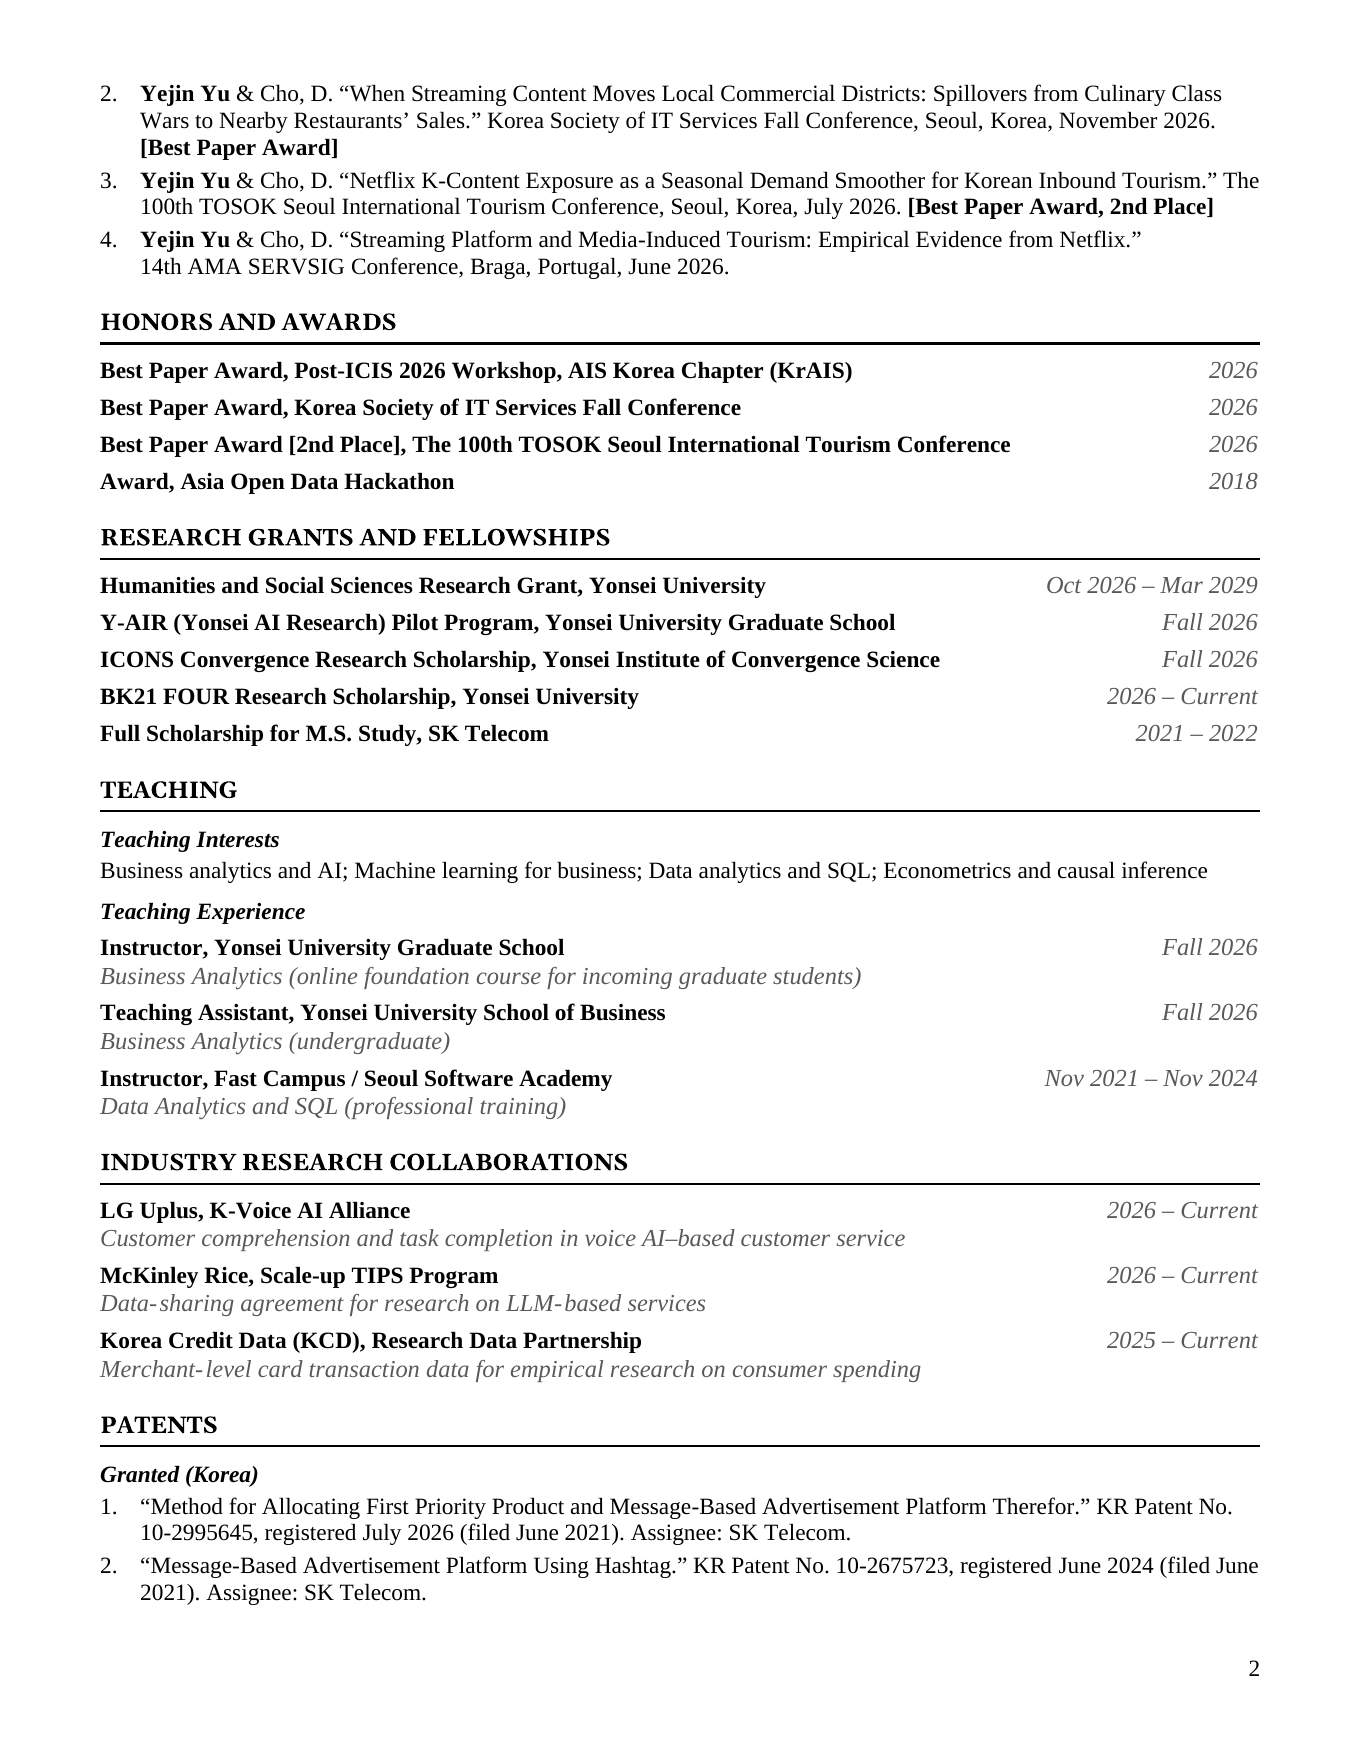 2. Yejin Yu & Cho, D. “When Streaming Content Moves Local Commercial Districts: Spillovers from Culinary Class
Wars to Nearby Restaurants’ Sales.” Korea Society of IT Services Fall Conference, Seoul, Korea, November 2026.
[Best Paper Award]
3. Yejin Yu & Cho, D. “Netflix K-Content Exposure as a Seasonal Demand Smoother for Korean Inbound Tourism.” The
100th TOSOK Seoul International Tourism Conference, Seoul, Korea, July 2026. [Best Paper Award, 2nd Place]
4. Yejin Yu & Cho, D. “Streaming Platform and Media-Induced Tourism: Empirical Evidence from Netflix.”
14th AMA SERVSIG Conference, Braga, Portugal, June 2026.
HONORS AND AWARDS
Best Paper Award, Post-ICIS 2026 Workshop, AIS Korea Chapter (KrAIS) 2026
Best Paper Award, Korea Society of IT Services Fall Conference 2026
Best Paper Award [2nd Place], The 100th TOSOK Seoul International Tourism Conference 2026
Award, Asia Open Data Hackathon 2018
RESEARCH GRANTS AND FELLOWSHIPS
Humanities and Social Sciences Research Grant, Yonsei University Oct 2026 – Mar 2029
Y-AIR (Yonsei AI Research) Pilot Program, Yonsei University Graduate School Fall 2026
ICONS Convergence Research Scholarship, Yonsei Institute of Convergence Science Fall 2026
BK21 FOUR Research Scholarship, Yonsei University 2026 – Current
Full Scholarship for M.S. Study, SK Telecom 2021 – 2022
TEACHING
Teaching Interests
Business analytics and AI; Machine learning for business; Data analytics and SQL; Econometrics and causal inference
Teaching Experience
Instructor, Yonsei University Graduate School Fall 2026
Business Analytics (online foundation course for incoming graduate students)
Teaching Assistant, Yonsei University School of Business Fall 2026
Business Analytics (undergraduate)
Instructor, Fast Campus / Seoul Software Academy Nov 2021 – Nov 2024
Data Analytics and SQL (professional training)
INDUSTRY RESEARCH COLLABORATIONS
LG Uplus, K-Voice AI Alliance 2026 – Current
Customer comprehension and task completion in voice AI–based customer service
McKinley Rice, Scale-up TIPS Program 2026 – Current
Data-sharing agreement for research on LLM-based services
Korea Credit Data (KCD), Research Data Partnership 2025 – Current
Merchant-level card transaction data for empirical research on consumer spending
PATENTS
Granted (Korea)
1. “Method for Allocating First Priority Product and Message-Based Advertisement Platform Therefor.” KR Patent No.
10-2995645, registered July 2026 (filed June 2021). Assignee: SK Telecom.
2. “Message-Based Advertisement Platform Using Hashtag.” KR Patent No. 10-2675723, registered June 2024 (filed June
2021). Assignee: SK Telecom.
2